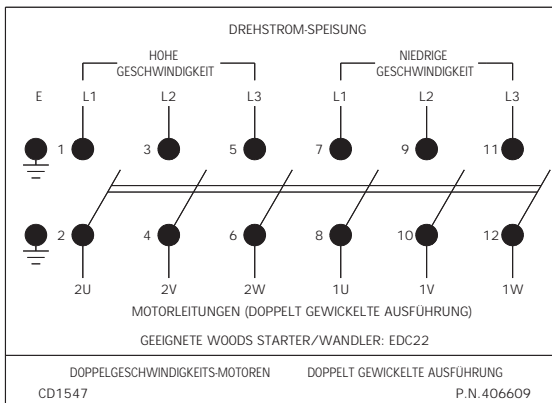 DREHSTROM-SPEISUNG
HOHE GESCHWINDIGKEIT
NIEDRIGE GESCHWINDIGKEIT
E L1 L2 L3 L1 L2 L3
1 3 5 7 9 11
2 4 6 8 10 12
2U 2V 2W 1U 1V 1W
MOTORLEITUNGEN (DOPPELT GEWICKELTE AUSFÜHRUNG)
GEEIGNETE WOODS STARTER/WANDLER: EDC22
DOPPELGESCHWINDIGKEITS-MOTOREN DOPPELT GEWICKELTE AUSFÜHRUNG
CD1547 P.N.406609